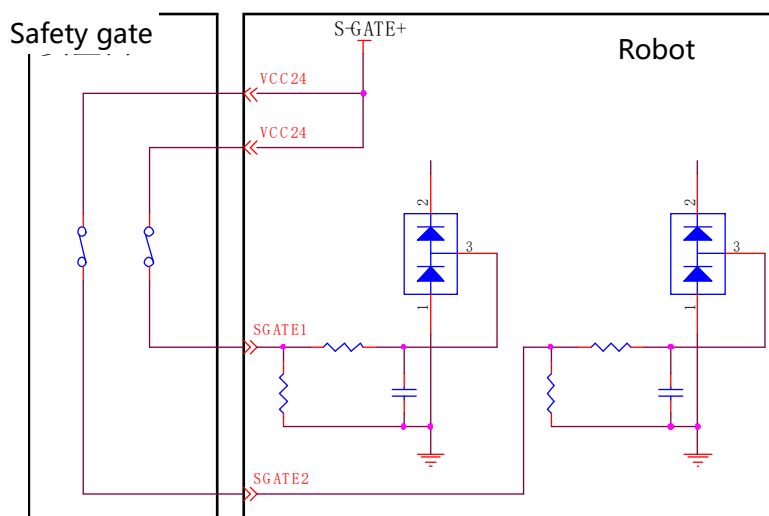 S-GATE+
Safety gate
Robot
VCC24
VCC24
2
3
1
2
3
1
SGATE1
SGATE2